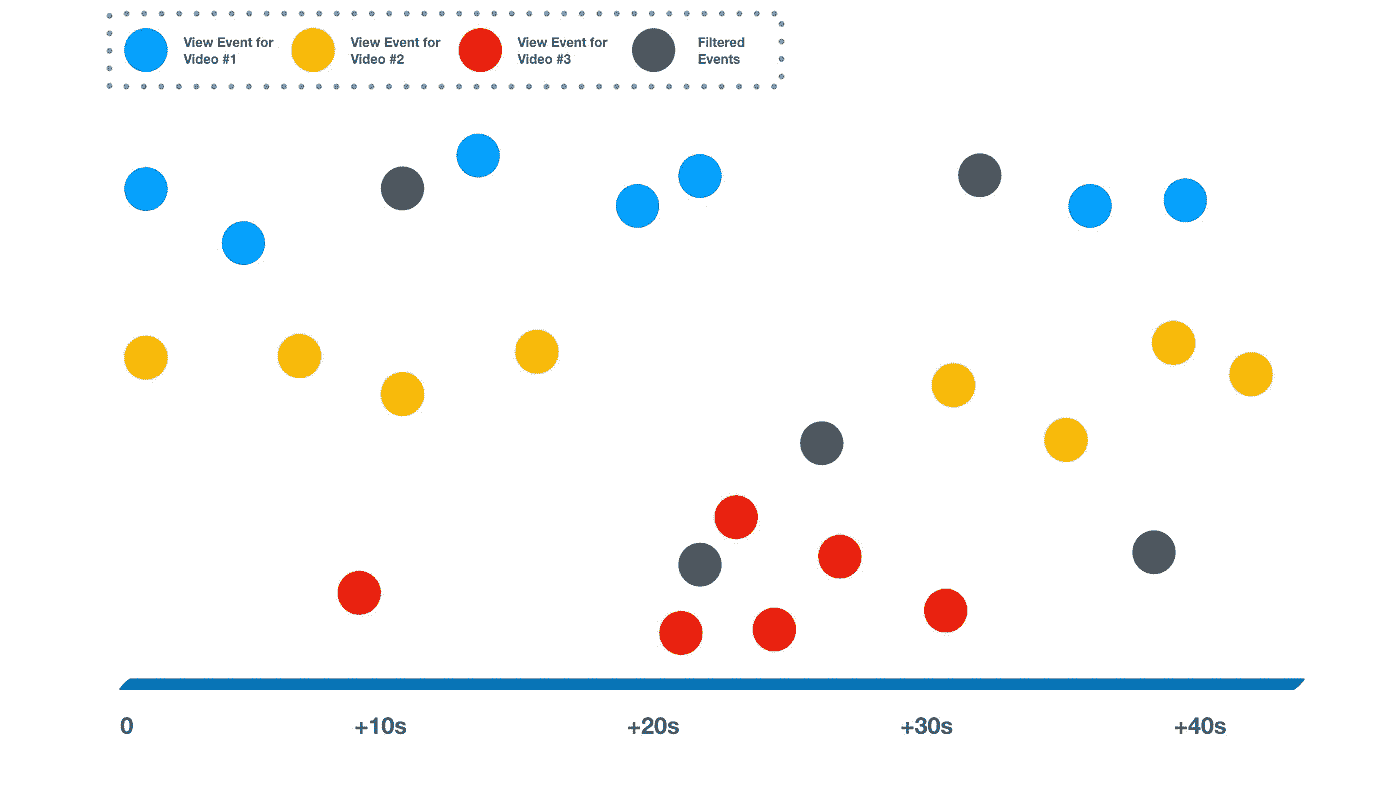 View Event for
Video #1
View Event for
Video #2
View Event for
Video #3
Filtered
Events
0
+10s
+20s
+30s
+40s